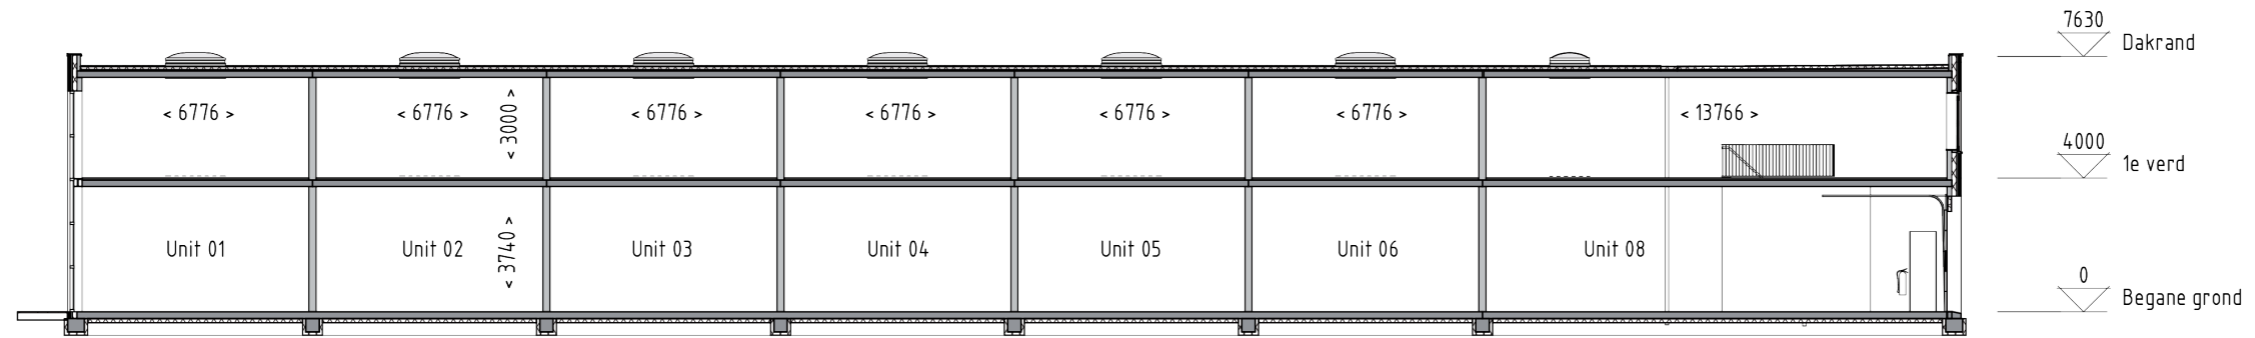 7630
Dakrand
< 6776 >
< 6776 >
< 3000 >
< 6776 >
< 6776 >
< 6776 >
< 6776 >
< 13766 >
4000
1e verd
Unit 01
Unit 02
< 3740 >
Unit 03
Unit 04
Unit 05
Unit 06
Unit 08
0
Begane grond